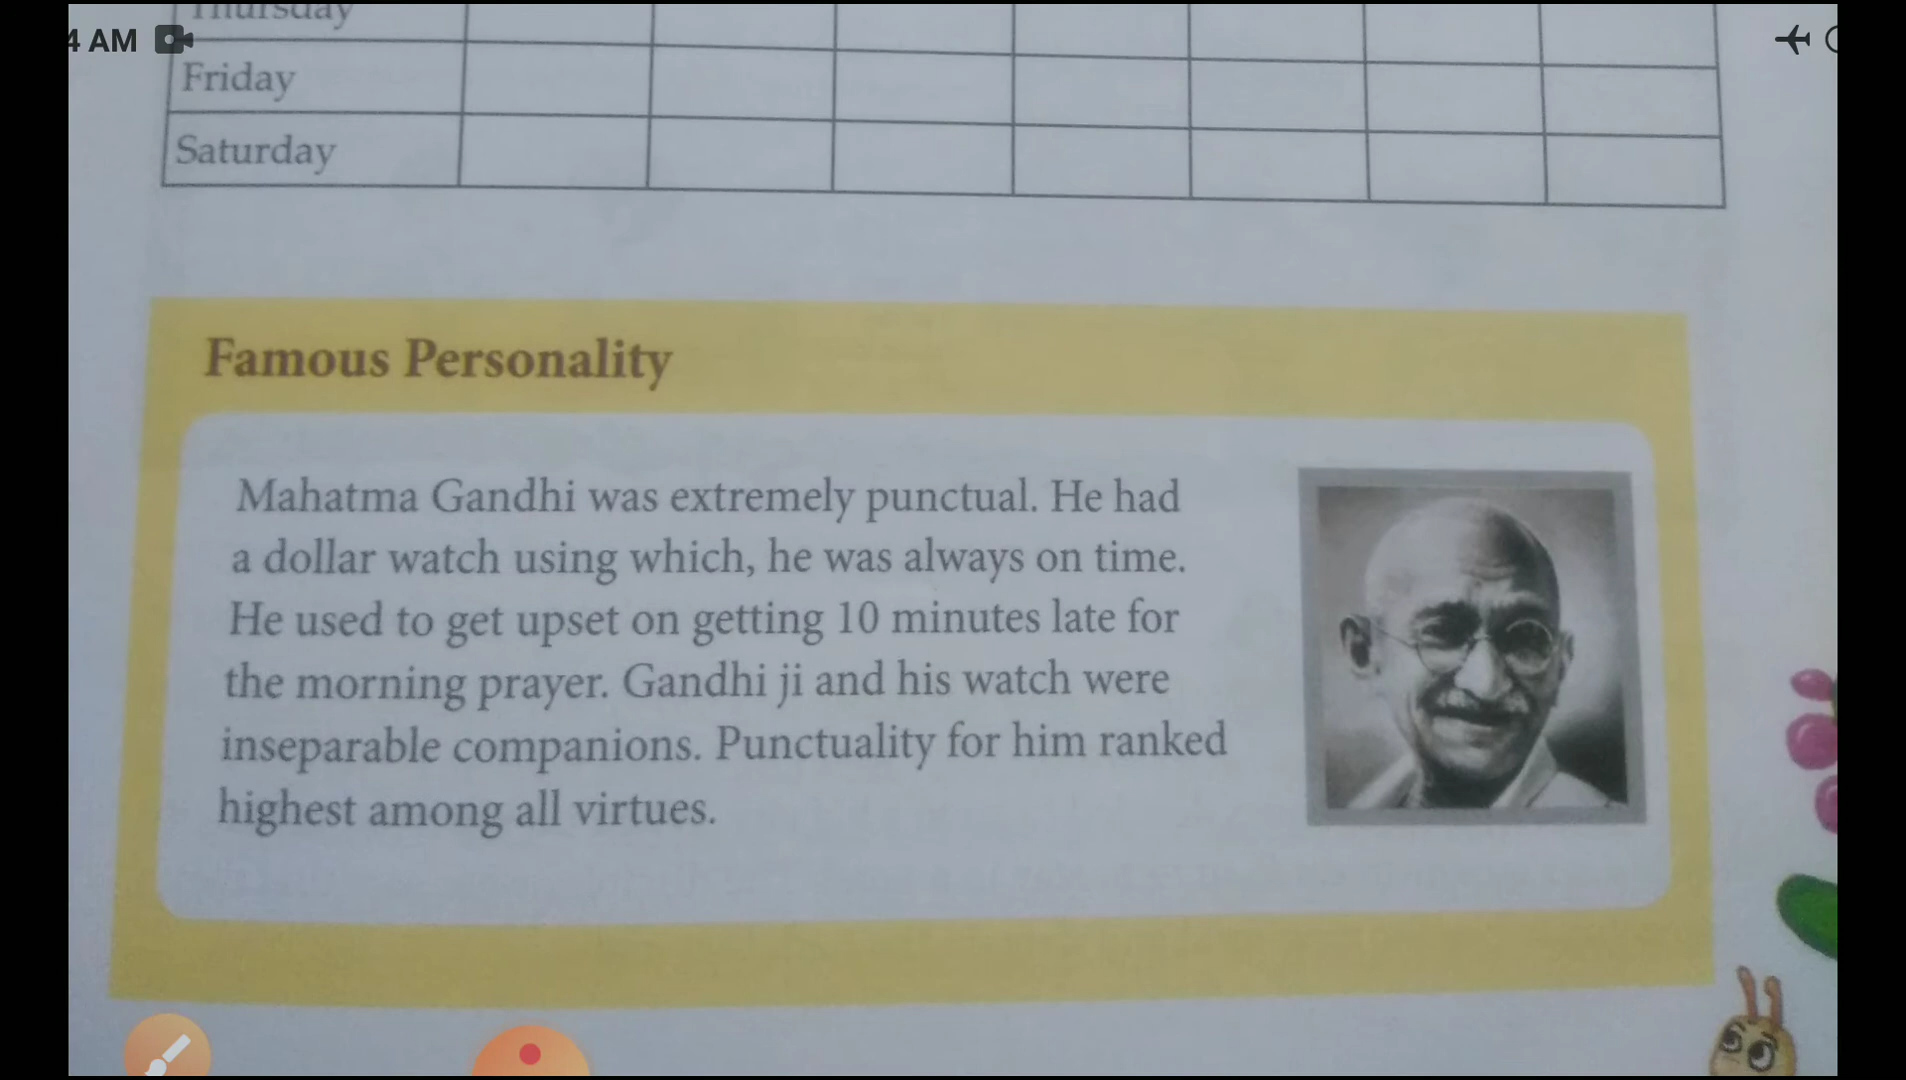 Thursday
4 AM
Friday
Saturday
Famous Personality
Mahatma Gandhi was extremely punctual. He had
a dollar watch using which, he was always on time.
He used to get upset on getting 10 minutes late for
the morning prayer. Gandhi ji and his watch were
inseparable companions. Punctuality for him ranked
highest among all virtues.